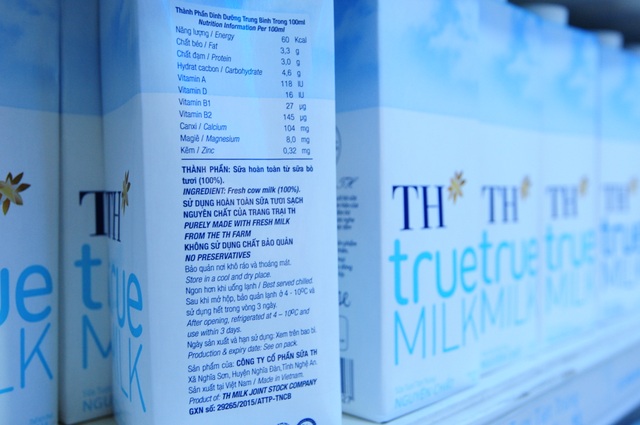 Thành Phần Dinh Dưỡng Trung Bình Trong 100ml
Nutrition Information Per 100ml
Năng lượng / Energy 60 Kcal
Chất béo / Fat 3,3 g
Chất đạm / Protein 3,0 g
Hydrat cacbon / Carbohydrate 4,6 g
Vitamin A 118 IU
Vitamin D 16 IU
Vitamin B1 27 µg
Vitamin B2 145 µg
Canxi / Calcium 104 mg
Magiê / Magnesium 8,0 mg
Kẽm / Zinc 0,32 mg
THÀNH PHẦN: Sữa hoàn toàn từ sữa bò
tươi (100%).
INGREDIENT: Fresh cow milk (100%).
SỬ DỤNG HOÀN TOÀN SỮA TƯƠI SẠCH
NGUYÊN CHẤT CỦA TRANG TRẠI TH
PURELY MADE WITH FRESH MILK
FROM THE TH FARM
KHÔNG SỬ DỤNG CHẤT BẢO QUẢN
NO PRESERVATIVES
Bảo quản nơi khô ráo và thoáng mát.
Store in a cool and dry place.
Ngon hơn khi uống lạnh / Best served chilled.
Sau khi mở hộp, bảo quản lạnh ở 4 - 10ºC và
sử dụng hết trong vòng 3 ngày.
After opening, refrigerated at 4 – 10ºC and
use within 3 days.
Ngày sản xuất và hạn sử dụng: Xem trên bao bì.
Production & expiry date: See on pack.
Sản phẩm của: CÔNG TY CỔ PHẦN SỮA TH
Xã Nghĩa Sơn, Huyện Nghĩa Đàn, Tỉnh Nghệ An.
Sản xuất tại Việt Nam / Made in Vietnam.
Product of: TH MILK JOINT STOCK COMPANY
GXN số: 29265/2015/ATTP-TNCB
TH
true
MILK
TH
true
MILK
TH
true
TH